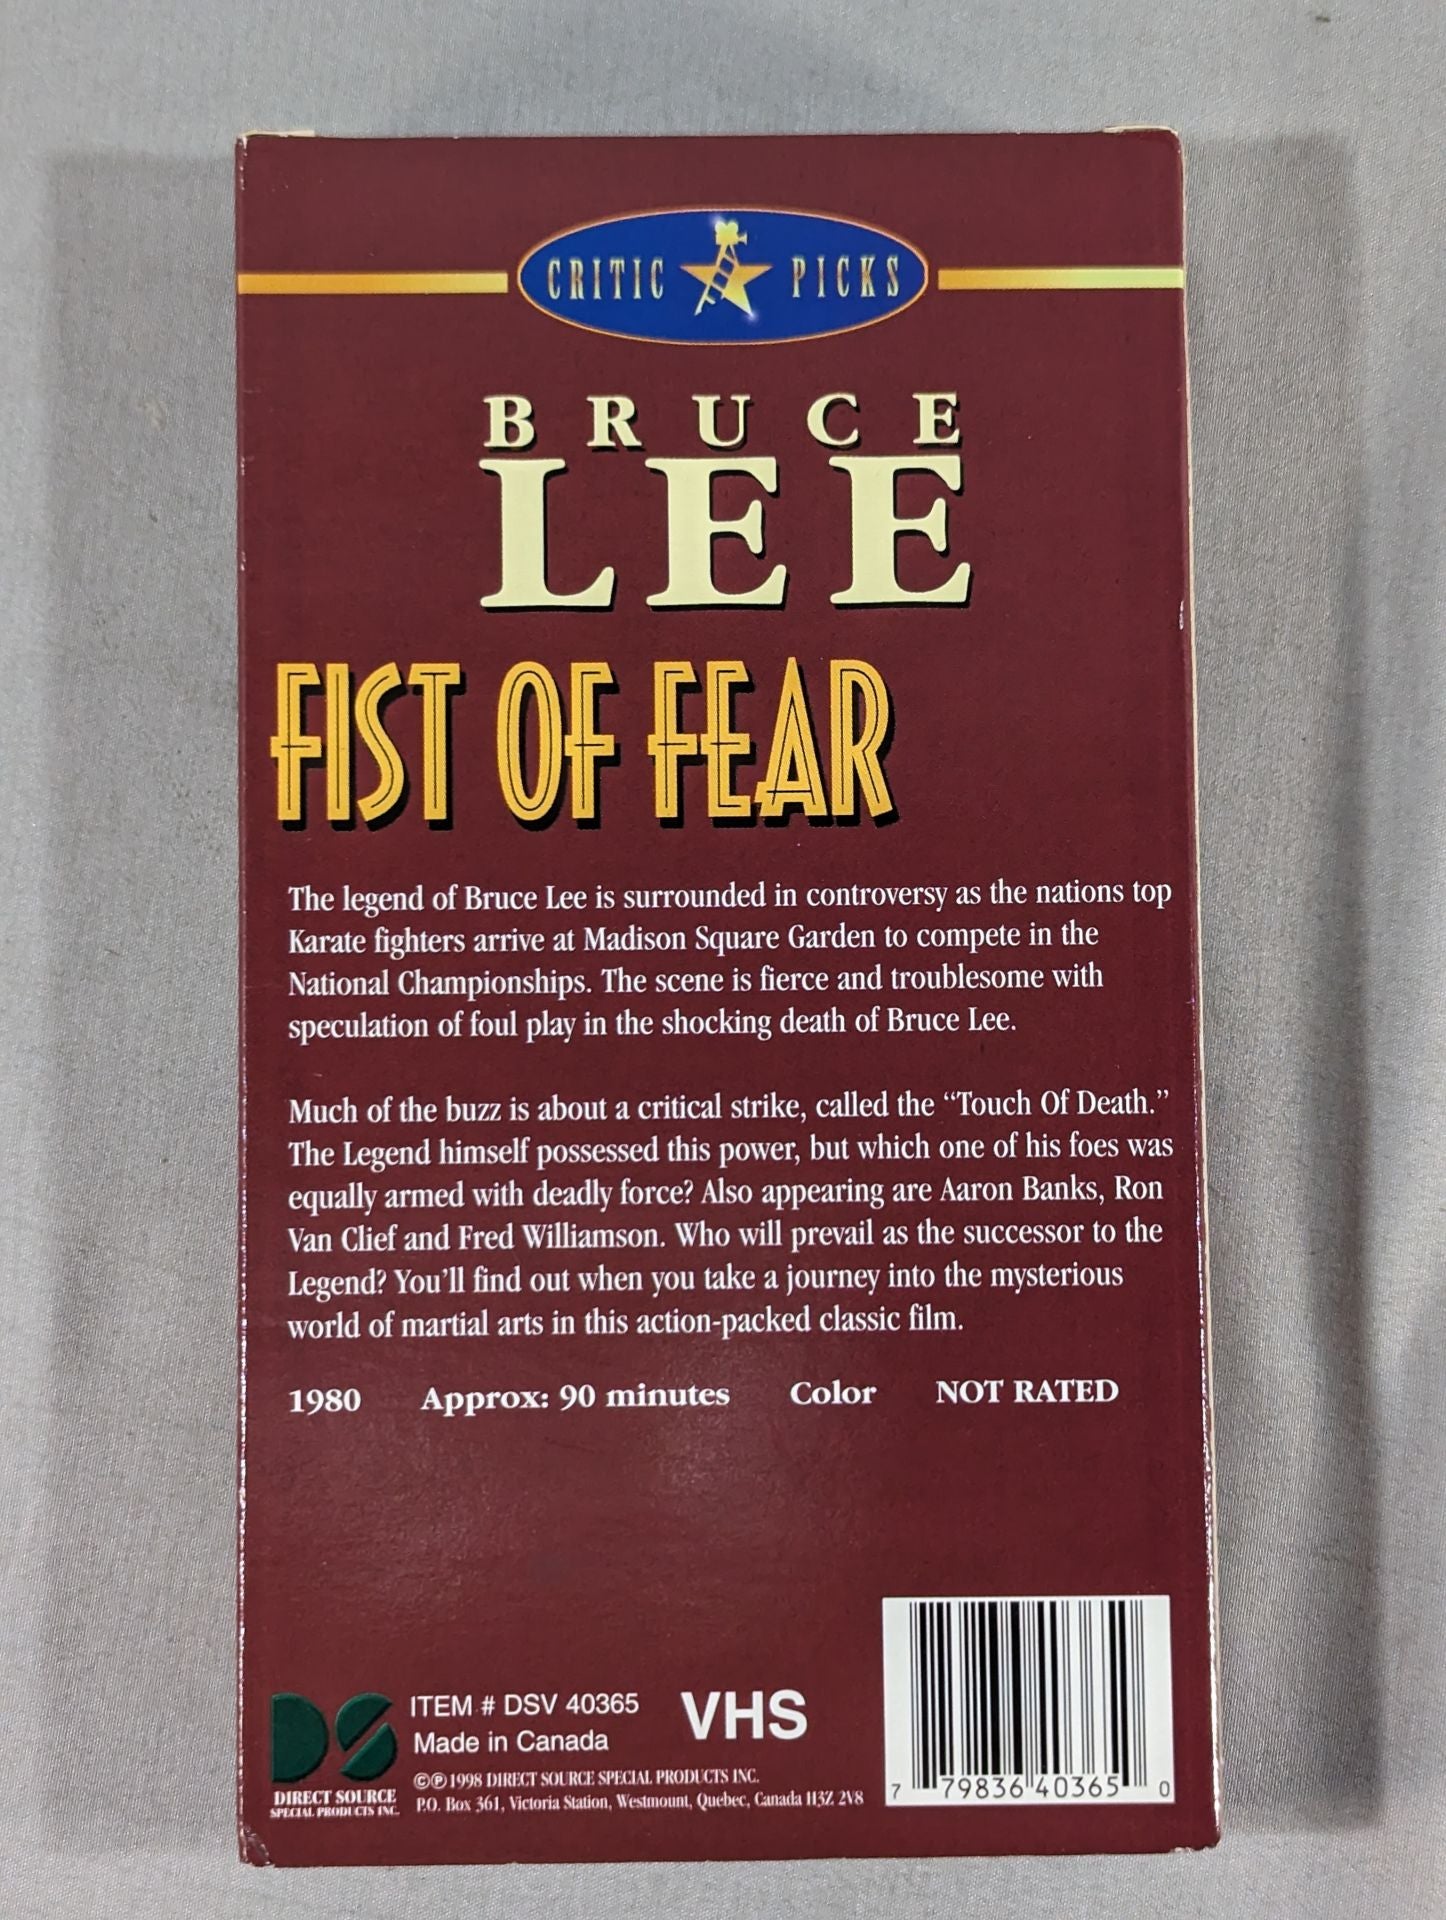 CRITIC PICKS
BRUCE
LEE
FIST OF FEAR
The legend of Bruce Lee is surrounded in controversy as the nations top
Karate fighters arrive at Madison Square Garden to compete in the
National Championships. The scene is fierce and troublesome with
speculation of foul play in the shocking death of Bruce Lee.
Much of the buzz is about a critical strike, called the “Touch Of Death.”
The Legend himself possessed this power, but which one of his foes was
equally armed with deadly force? Also appearing are Aaron Banks, Ron
Van Clief and Fred Williamson. Who will prevail as the successor to the
Legend? You’ll find out when you take a journey into the mysterious
world of martial arts in this action-packed classic film.
1980 Approx: 90 minutes Color NOT RATED
DS
DIRECT SOURCE
SPECIAL PRODUCTS INC.
ITEM # DSV 40365
Made in Canada
VHS
©℗1998 DIRECT SOURCE SPECIAL PRODUCTS INC.
P.O. Box 361, Victoria Station, Westmount, Quebec, Canada H3Z 2V8
7 79836 40365 0